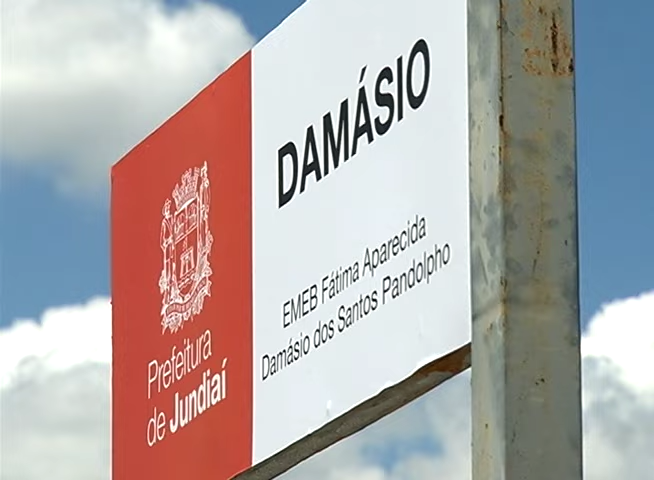 DAMÁSIO
EMEB Fátima Aparecida
Damásio dos Santos Pandolpho
Prefeitura
de Jundiaí